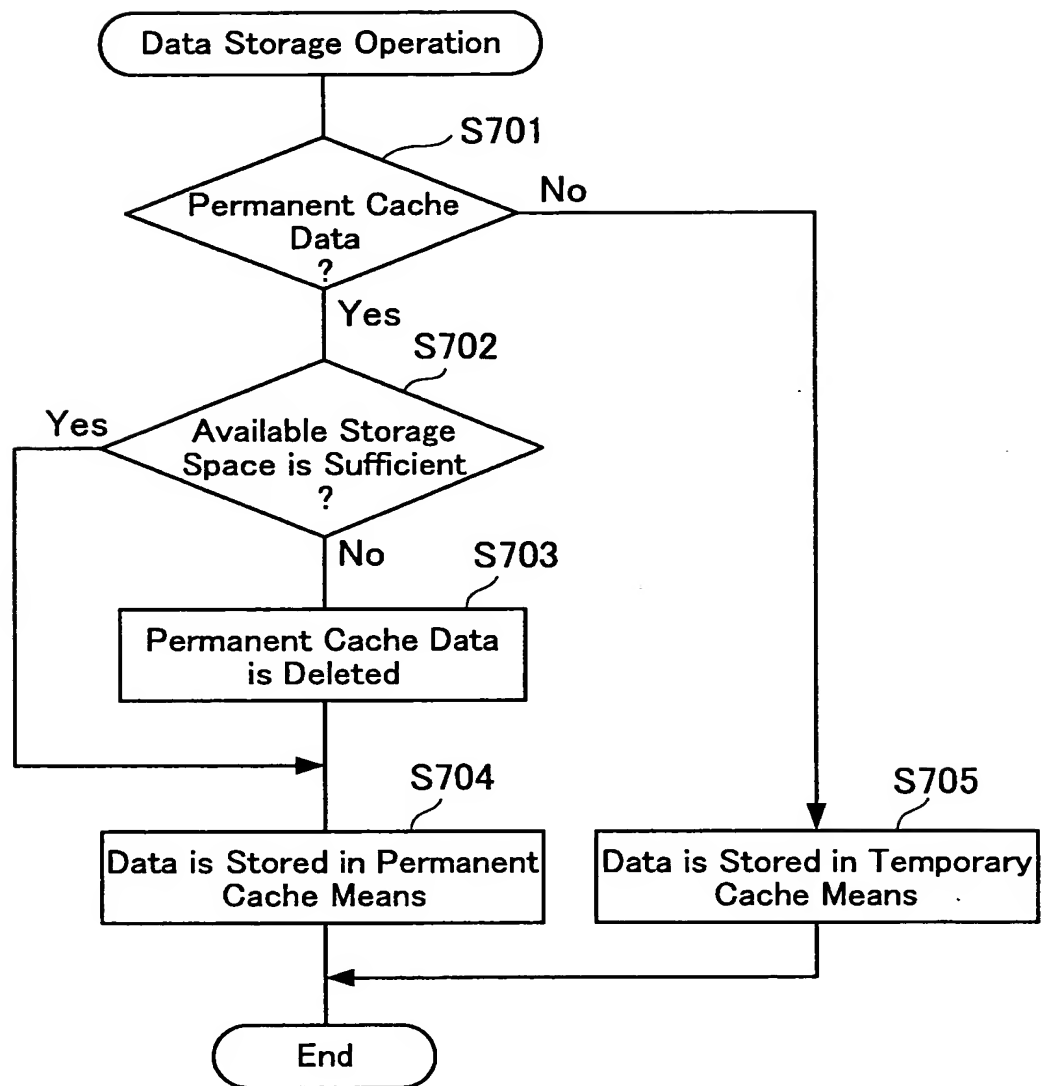 Data Storage Operation
S701
Permanent Cache
Data
?
No
Yes
S702
Yes
Available Storage
Space is Sufficient
?
No
S703
Permanent Cache Data
is Deleted
S704
Data is Stored in Permanent
Cache Means
S705
Data is Stored in Temporary
Cache Means
End